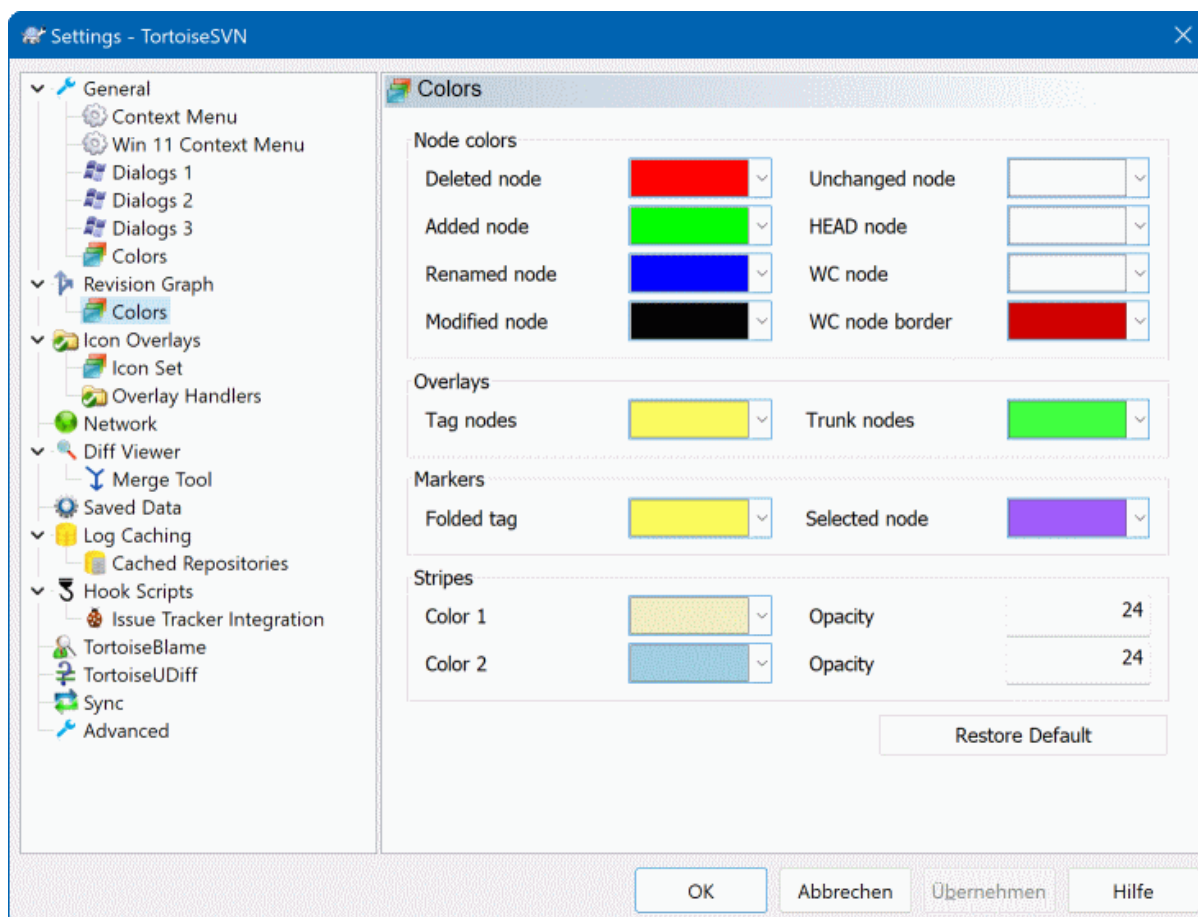 Settings - TortoiseSVN
General
Context Menu
Win 11 Context Menu
Dialogs 1
Dialogs 2
Dialogs 3
Colors
Revision Graph
Colors
Icon Overlays
Icon Set
Overlay Handlers
Network
Diff Viewer
Merge Tool
Saved Data
Log Caching
Cached Repositories
Hook Scripts
Issue Tracker Integration
TortoiseBlame
TortoiseUDiff
Sync
Advanced
Colors
Node colors
Deleted node Unchanged node
Added node HEAD node
Renamed node WC node
Modified node WC node border
Overlays
Tag nodes Trunk nodes
Markers
Folded tag Selected node
Stripes
Color 1 Opacity 24
Color 2 Opacity 24
Restore Default
OK Abbrechen Übernehmen Hilfe